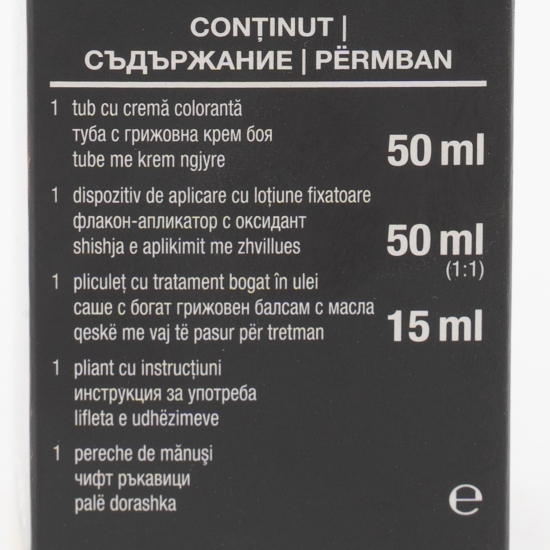 CONȚINUT |
СЪДЪРЖАНИЕ | PËRMBAN
1 tub cu cremă colorantă
туба с грижовна крем боя
tube me krem ngjyre
50 ml
1 dispozitiv de aplicare cu loțiune fixatoare
флакон-апликатор с оксидант
shishja e aplikimit me zhvillues
50 ml
(1:1)
1 pliculeț cu tratament bogat în ulei
саше с богат грижовен балсам с масла
qeskë me vaj të pasur për tretman
15 ml
1 pliant cu instrucțiuni
инструкция за употреба
lifleta e udhëzimeve
1 pereche de mănuși
чифт ръкавици
palë dorashka
℮